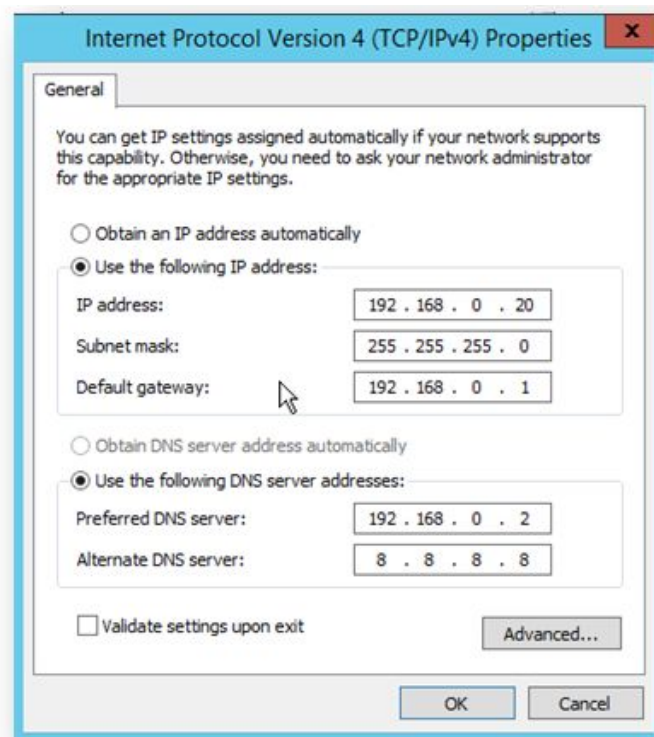 Internet Protocol Version 4 (TCP/IPv4) Properties
x
General
You can get IP settings assigned automatically if your network supports
this capability. Otherwise, you need to ask your network administrator
for the appropriate IP settings.
Obtain an IP address automatically
Use the following IP address:
IP address: 192 . 168 . 0 . 20
Subnet mask: 255 . 255 . 255 . 0
Default gateway: 192 . 168 . 0 . 1
Obtain DNS server address automatically
Use the following DNS server addresses:
Preferred DNS server: 192 . 168 . 0 . 2
Alternate DNS server: 8 . 8 . 8 . 8
Validate settings upon exit
Advanced...
OK Cancel